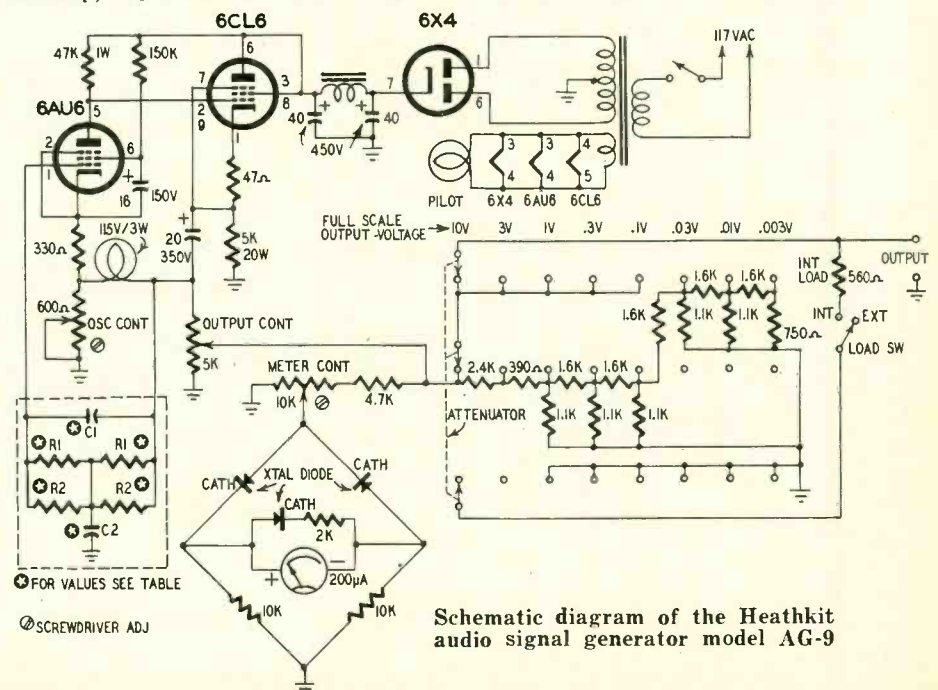 6CL6
6X4
117VAC
47K
1W
150K
6
7
3
8
2
9
7
1
6
6AU6
5
2
1
6
+
16
150V
40
+
+
40
450V
47Ω
3
3
4
4
4
5
PILOT
6X4
6AU6
6CL6
330Ω
115V/3W
+
20
350V
5K
20W
FULL SCALE
OUTPUT-VOLTAGE
10V
3V
1V
.3V
.1V
.03V
.01V
.003V
OUTPUT
600Ω
OSC CONT
OUTPUT CONT
5K
1.6K
1.6K
1.6K
1.1K
1.1K
750Ω
INT
LOAD
560Ω
INT
EXT
LOAD SW
METER CONT
10K
4.7K
2.4K
390Ω
1.6K
1.6K
1.1K
1.1K
1.1K
ATTENUATOR
C1
R1
R1
R2
R2
C2
CATH
XTAL DIODE
CATH
CATH
2K
+
−
200µA
10K
10K
FOR VALUES SEE TABLE
SCREWDRIVER ADJ
Schematic diagram of the Heathkit
audio signal generator model AG-9